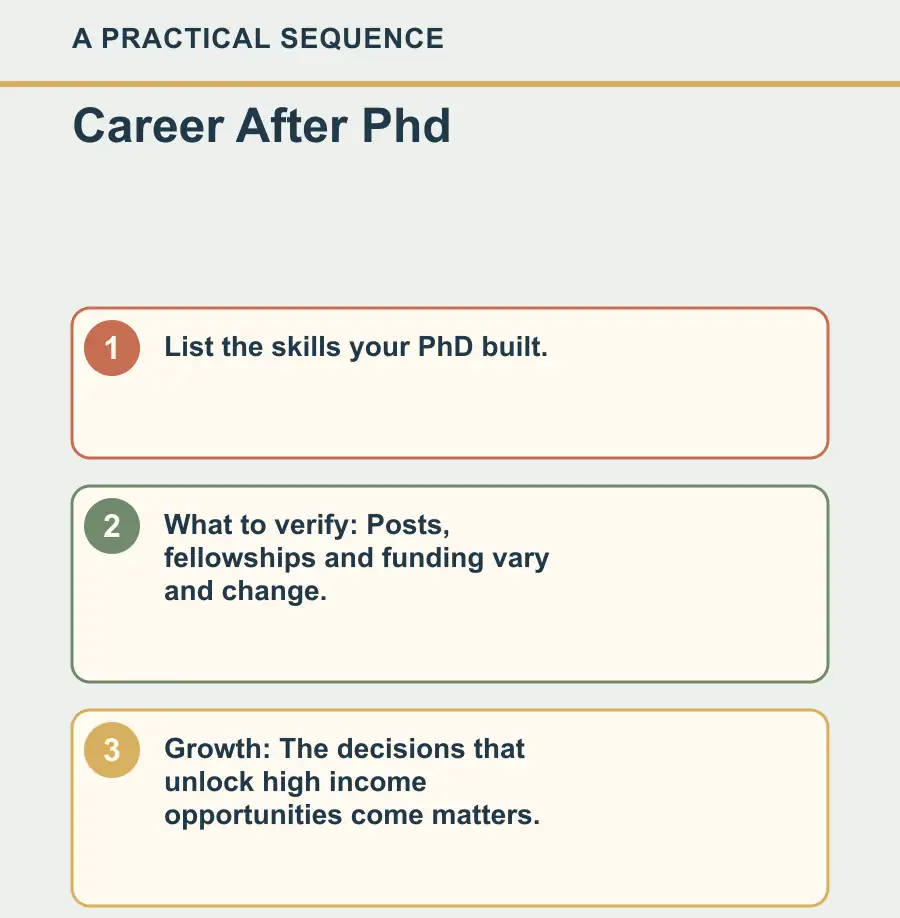 A PRACTICAL SEQUENCE
Career After Phd
1
List the skills your PhD built.
2
What to verify: Posts,
fellowships and funding vary
and change.
3
Growth: The decisions that
unlock high income
opportunities come matters.